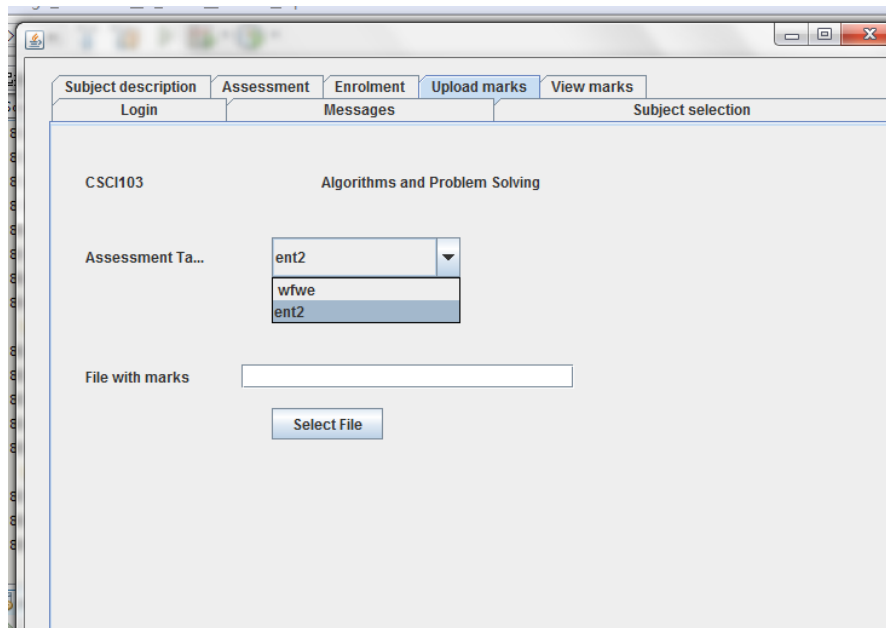 Subject description Assessment Enrolment Upload marks View marks
Login Messages Subject selection
CSCI103 Algorithms and Problem Solving
Assessment Ta... ent2
wfwe
ent2
File with marks
Select File